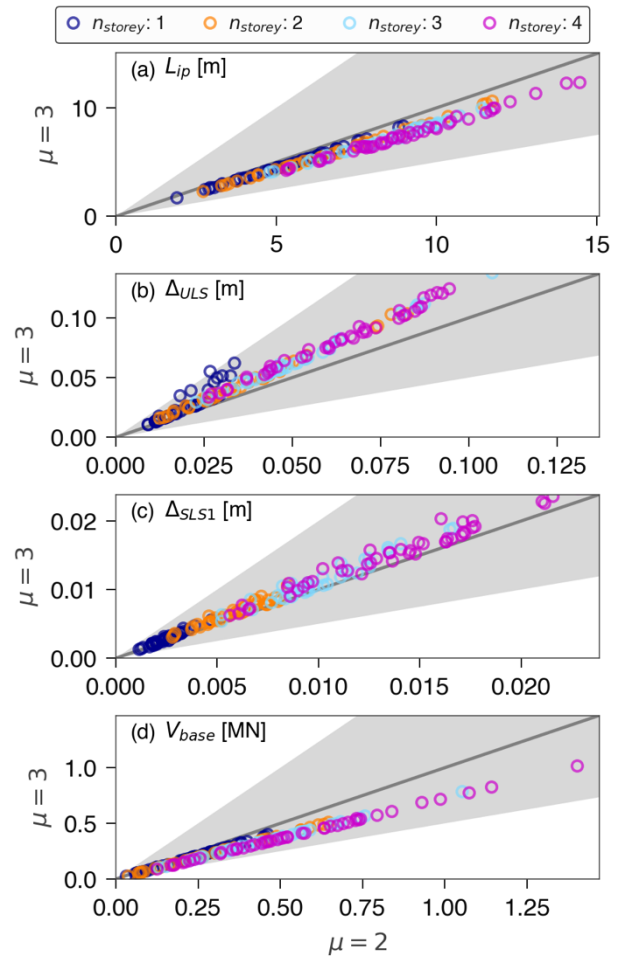 n_storey: 1 n_storey: 2 n_storey: 3 n_storey: 4
(a) L_ip [m]
μ = 3
10
0
0 5 10 15
(b) Δ_ULS [m]
μ = 3
0.10
0.05
0.00
0.000 0.025 0.050 0.075 0.100 0.125
(c) Δ_SLS1 [m]
μ = 3
0.02
0.01
0.00
0.000 0.005 0.010 0.015 0.020
(d) V_base [MN]
μ = 3
1.0
0.5
0.0
0.00 0.25 0.50 0.75 1.00 1.25
μ = 2